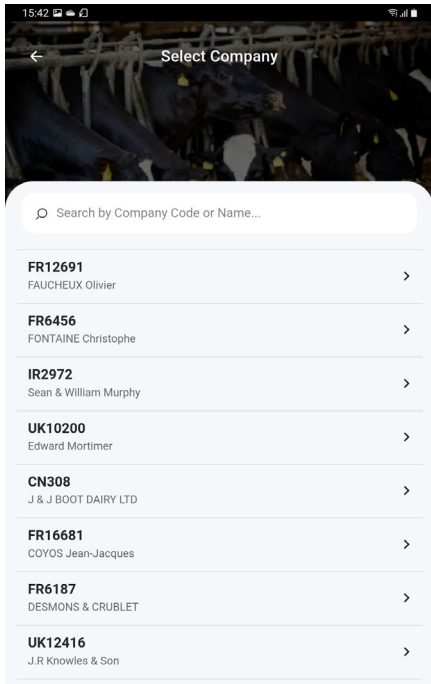 15:42
Select Company
Search by Company Code or Name...
FR12691
FAUCHEUX Olivier
FR6456
FONTAINE Christophe
IR2972
Sean & William Murphy
UK10200
Edward Mortimer
CN308
J & J BOOT DAIRY LTD
FR16681
COYOS Jean-Jacques
FR6187
DESMONS & CRUBLET
UK12416
J.R Knowles & Son